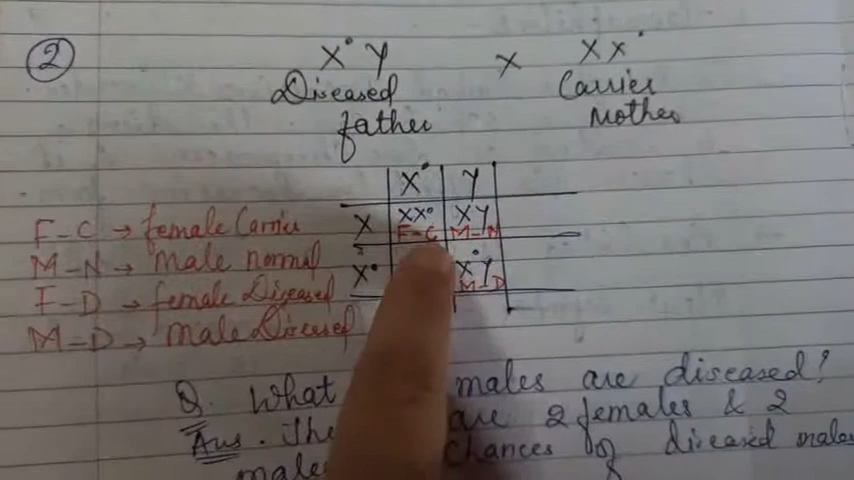 ②
X° Y × X X°
Diseased Carrier
father Mother
X° Y
X XX° XY
F-C M-N
X° X°Y
M D
F-C → female Carrier
M-N → male normal
F-D → female Diseased
M-D → male Diseased
Q. What males are diseased?
Ans. are 2 females & 2
males chances of diseased males